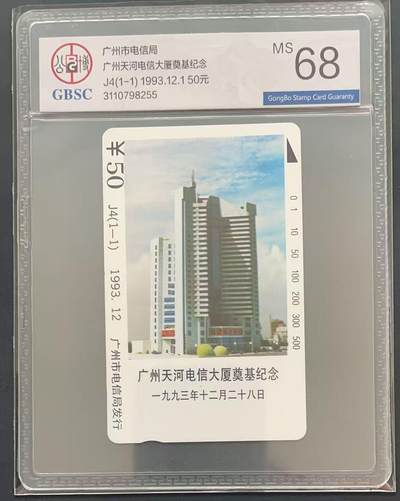 公博
GBSC
广州市电信局
广州天河电信大厦奠基纪念
J4(1-1) 1993.12.1 50元
3110798255
MS 68
GongBo Stamp Card Guaranty
¥50 J4(1-1) 1993.12 广州市电信局发行
0 1 10 50 100 200 300 500
广州天河电信大厦奠基纪念
一九九三年十二月二十八日